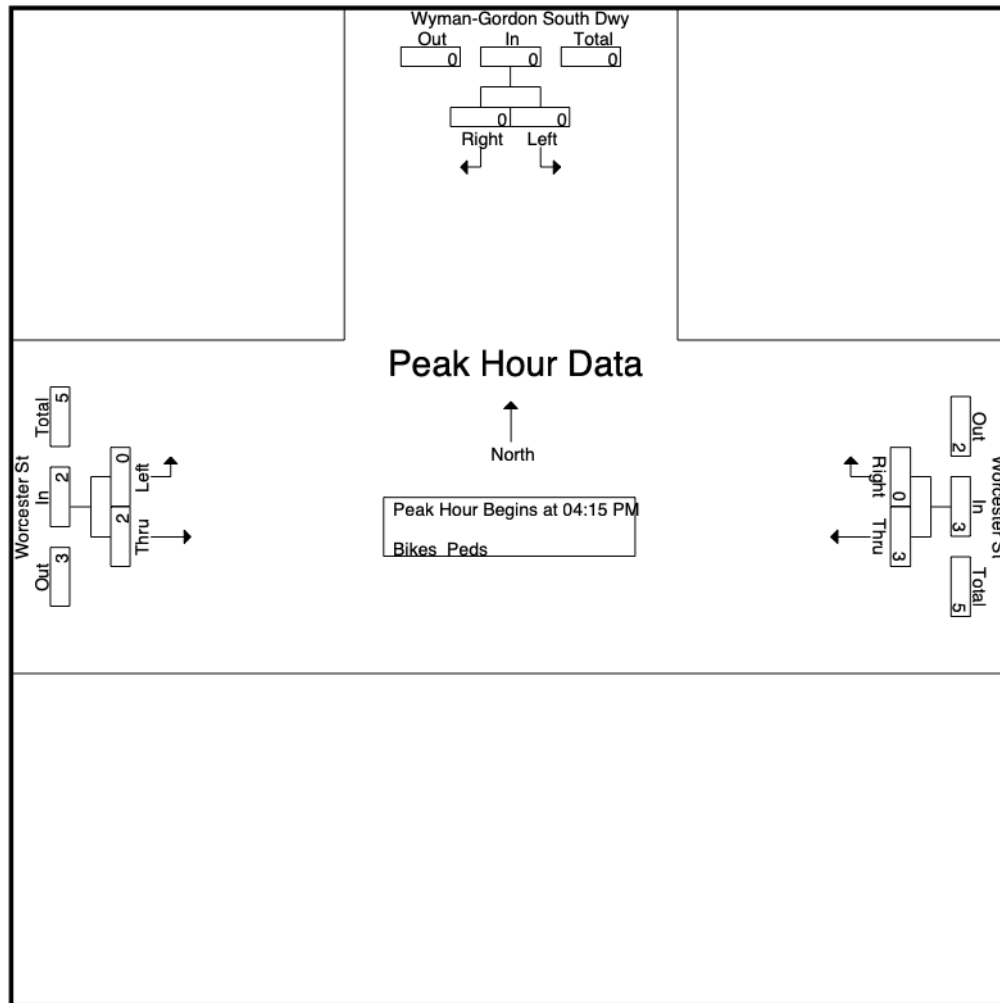 Wyman-Gordon South Dwy
Out In Total
0 0 0
0 0
Right Left
Peak Hour Data
North
Peak Hour Begins at 04:15 PM
Bikes Peds
Worcester St
Out In Total
3 2 5
2 0
Thru Left
Worcester St
Out In Total
2 3 5
0 3
Right Thru